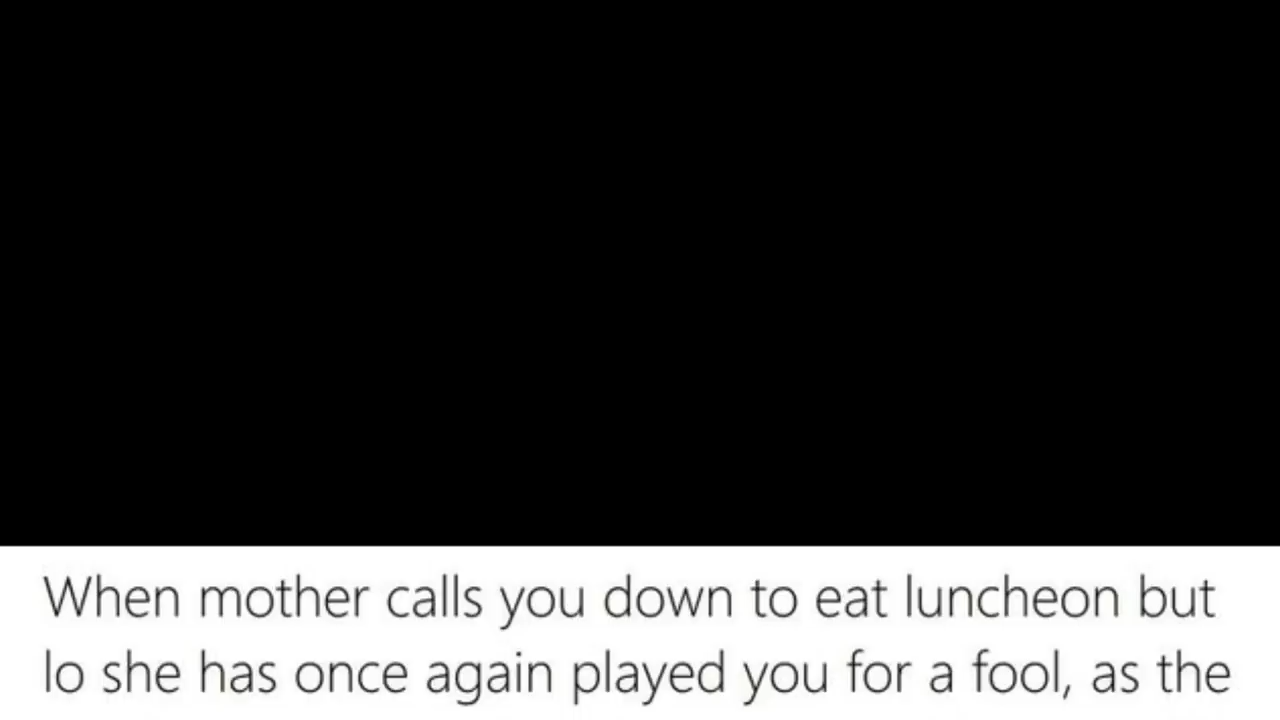 When mother calls you down to eat luncheon but
lo she has once again played you for a fool, as the